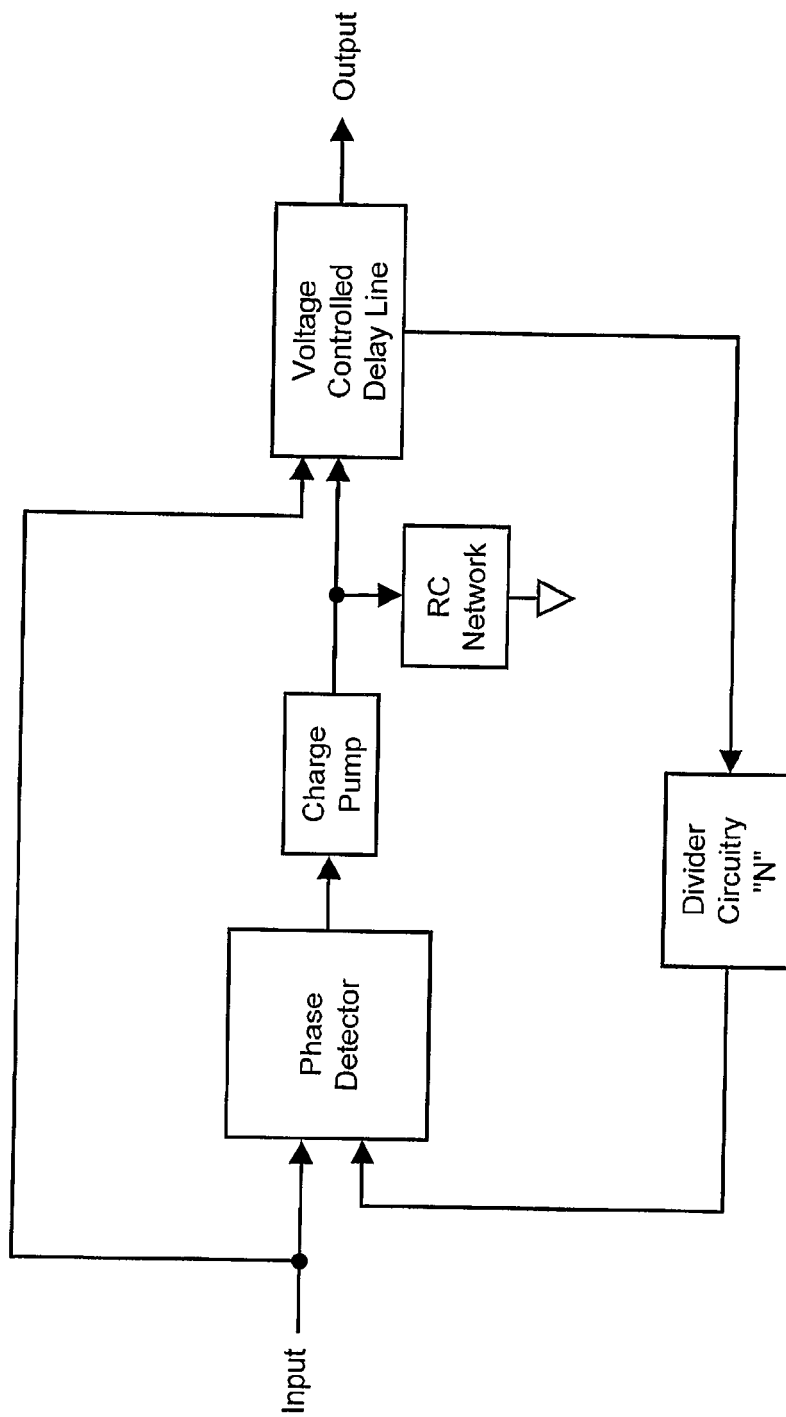 Input
Phase
Detector
Charge
Pump
RC
Network
Voltage
Controlled
Delay Line
Output
Divider
Circuitry
"N"